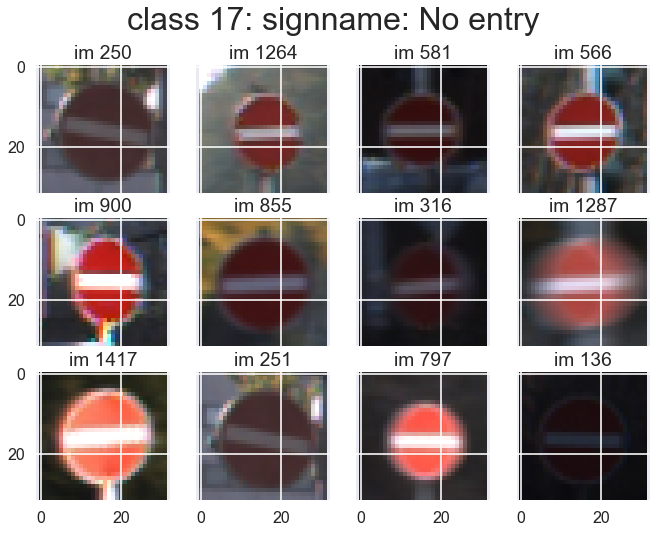 class 17: signname: No entry
im 250 im 1264 im 581 im 566
0
20
im 900 im 855 im 316 im 1287
0
20
im 1417 im 251 im 797 im 136
0
20
0 20 0 20 0 20 0 20